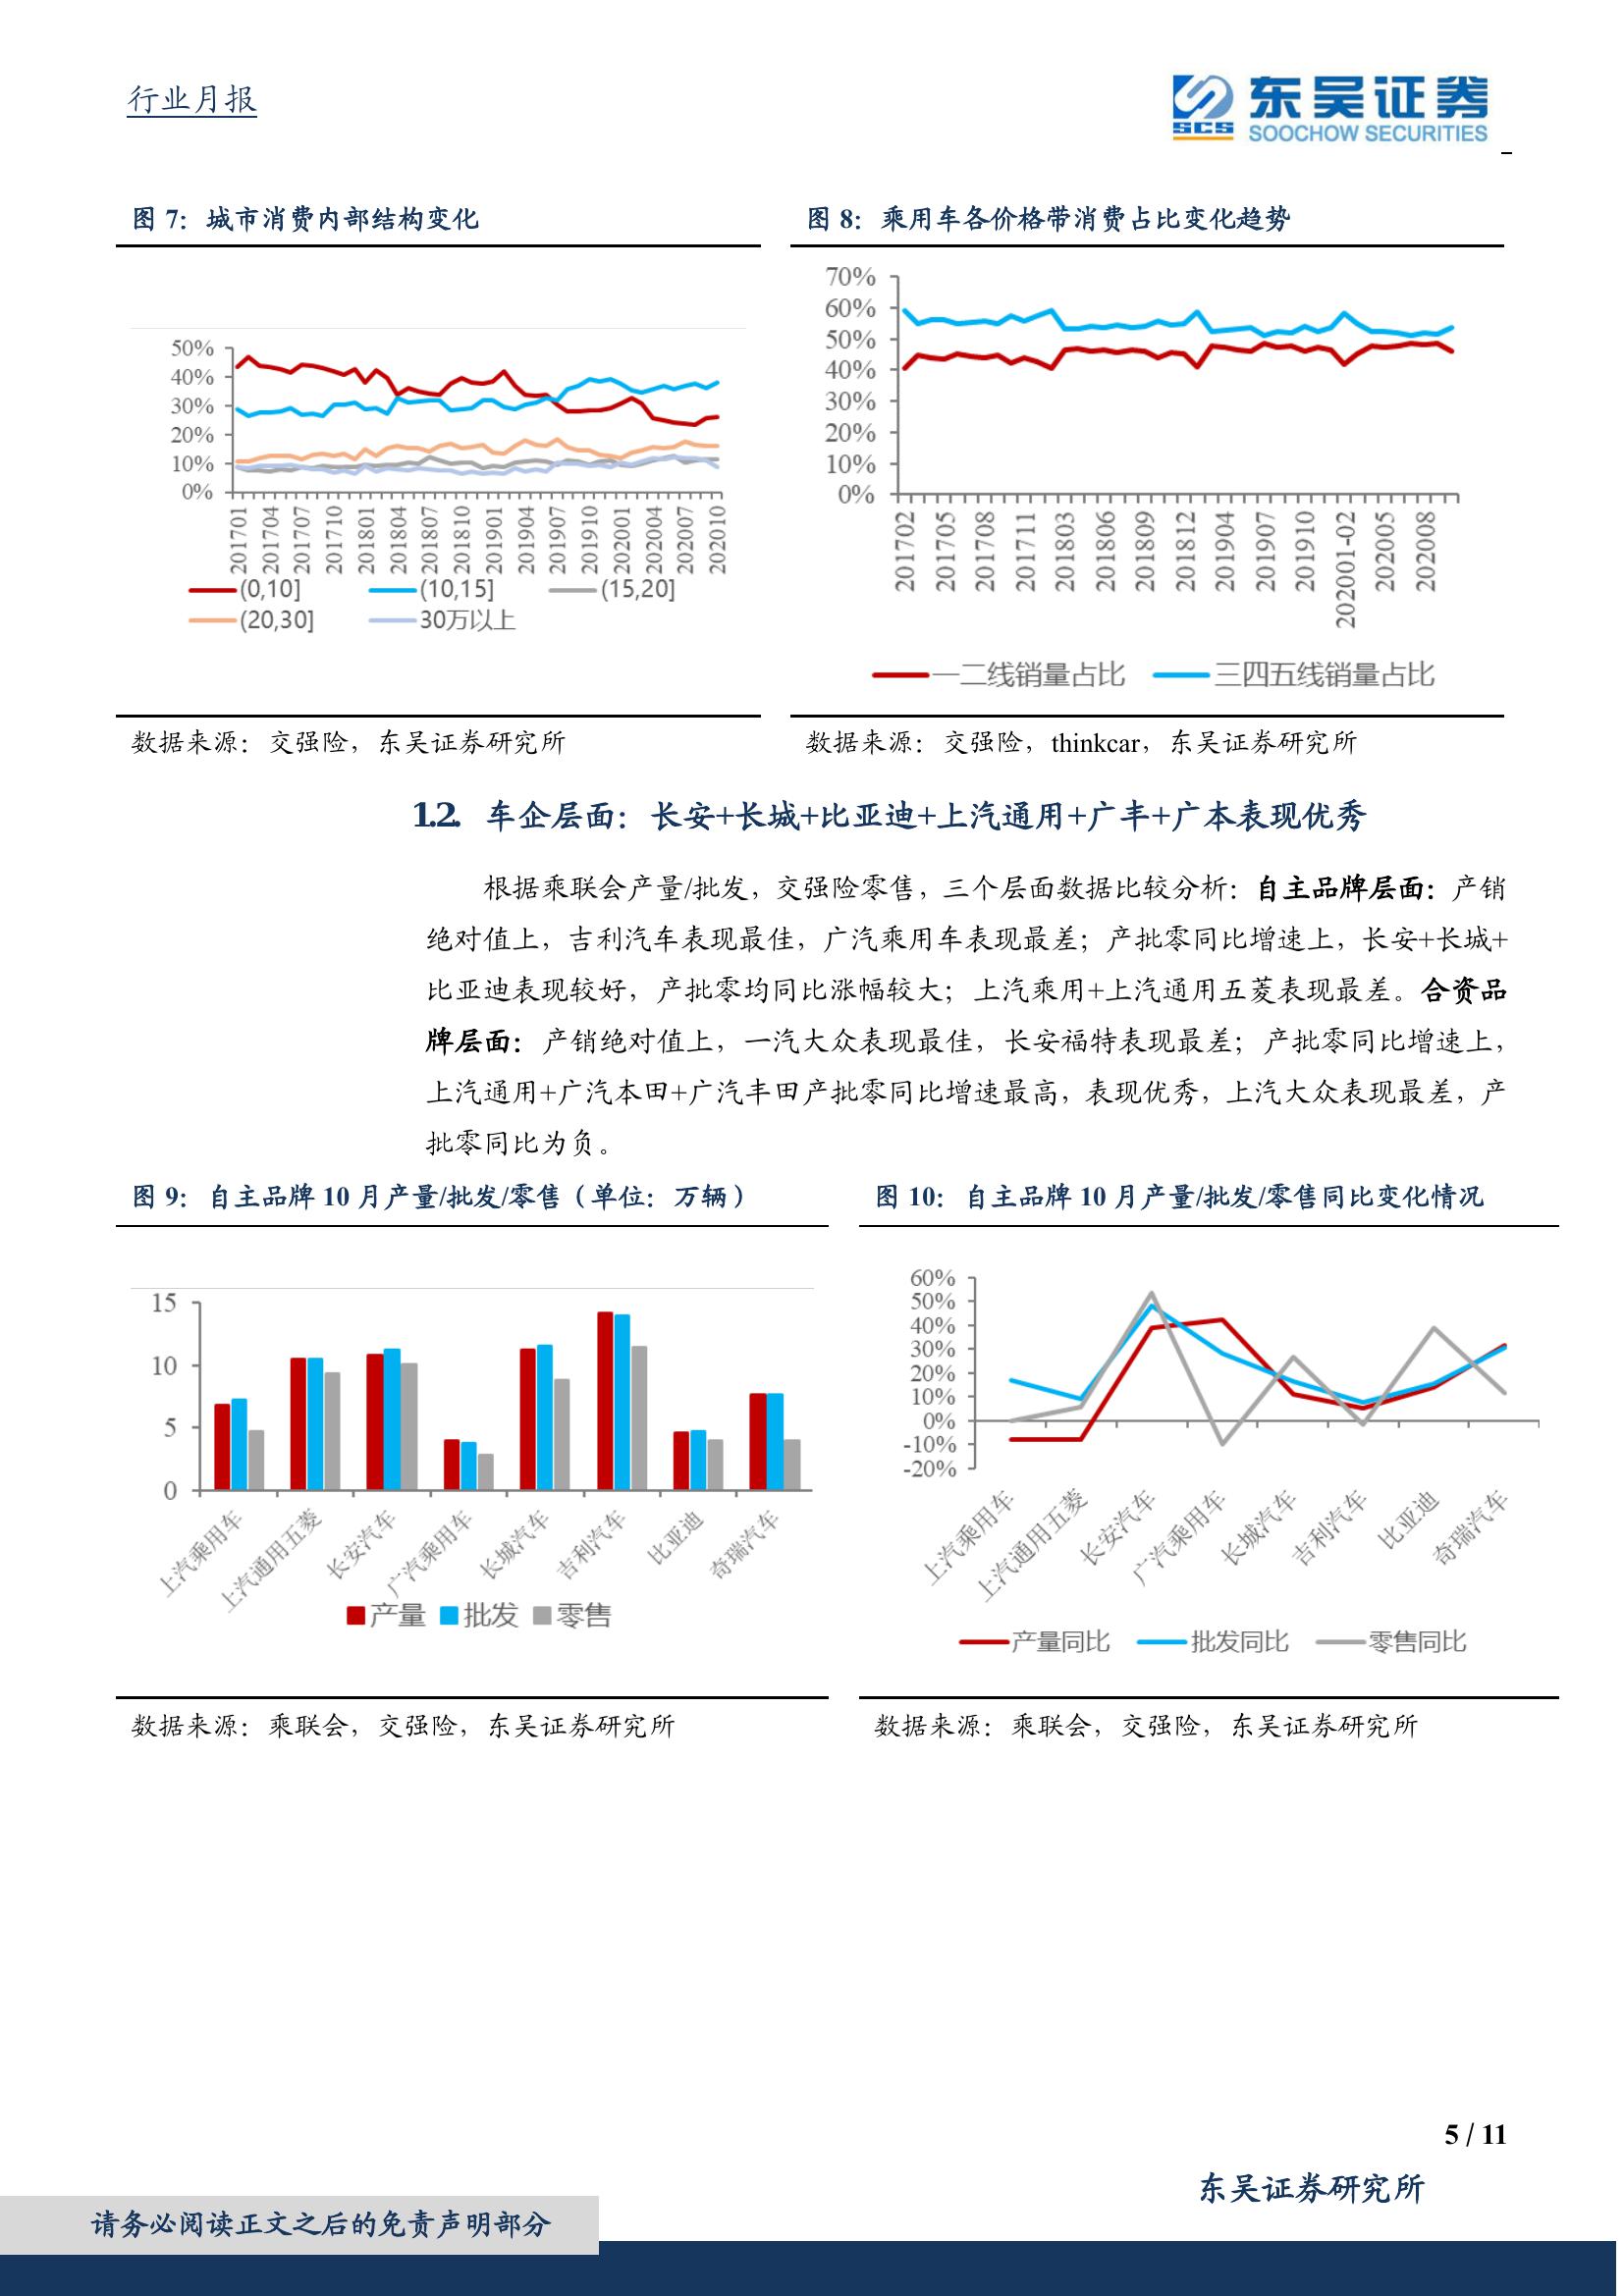 行业月报
SCS
东吴证券
SOOCHOW SECURITIES
图 7：城市消费内部结构变化
50%
40%
30%
20%
10%
0%
201701
201704
201707
201710
201801
201804
201807
201810
201901
201904
201907
201910
202001
202004
202007
202010
(0,10]
(10,15]
(15,20]
(20,30]
30万以上
数据来源：交强险，东吴证券研究所
图 8：乘用车各价格带消费占比变化趋势
70%
60%
50%
40%
30%
20%
10%
0%
201702
201705
201708
201711
201803
201806
201809
201812
201904
201907
201910
202001-02
202005
202008
一二线销量占比
三四五线销量占比
数据来源：交强险，thinkcar，东吴证券研究所
1.2. 车企层面：长安+长城+比亚迪+上汽通用+广丰+广本表现优秀
根据乘联会产量/批发，交强险零售，三个层面数据比较分析：自主品牌层面：产销
绝对值上，吉利汽车表现最佳，广汽乘用车表现最差；产批零同比增速上，长安+长城+
比亚迪表现较好，产批零均同比涨幅较大；上汽乘用+上汽通用五菱表现最差。合资品
牌层面：产销绝对值上，一汽大众表现最佳，长安福特表现最差；产批零同比增速上，
上汽通用+广汽本田+广汽丰田产批零同比增速最高，表现优秀，上汽大众表现最差，产
批零同比为负。
图 9：自主品牌 10 月产量/批发/零售（单位：万辆）
15
10
5
0
上汽乘用车
上汽通用五菱
长安汽车
广汽乘用车
长城汽车
吉利汽车
比亚迪
奇瑞汽车
产量
批发
零售
数据来源：乘联会，交强险，东吴证券研究所
图 10：自主品牌 10 月产量/批发/零售同比变化情况
60%
50%
40%
30%
20%
10%
0%
-10%
-20%
上汽乘用车
上汽通用五菱
长安汽车
广汽乘用车
长城汽车
吉利汽车
比亚迪
奇瑞汽车
产量同比
批发同比
零售同比
数据来源：乘联会，交强险，东吴证券研究所
5 / 11
东吴证券研究所
请务必阅读正文之后的免责声明部分